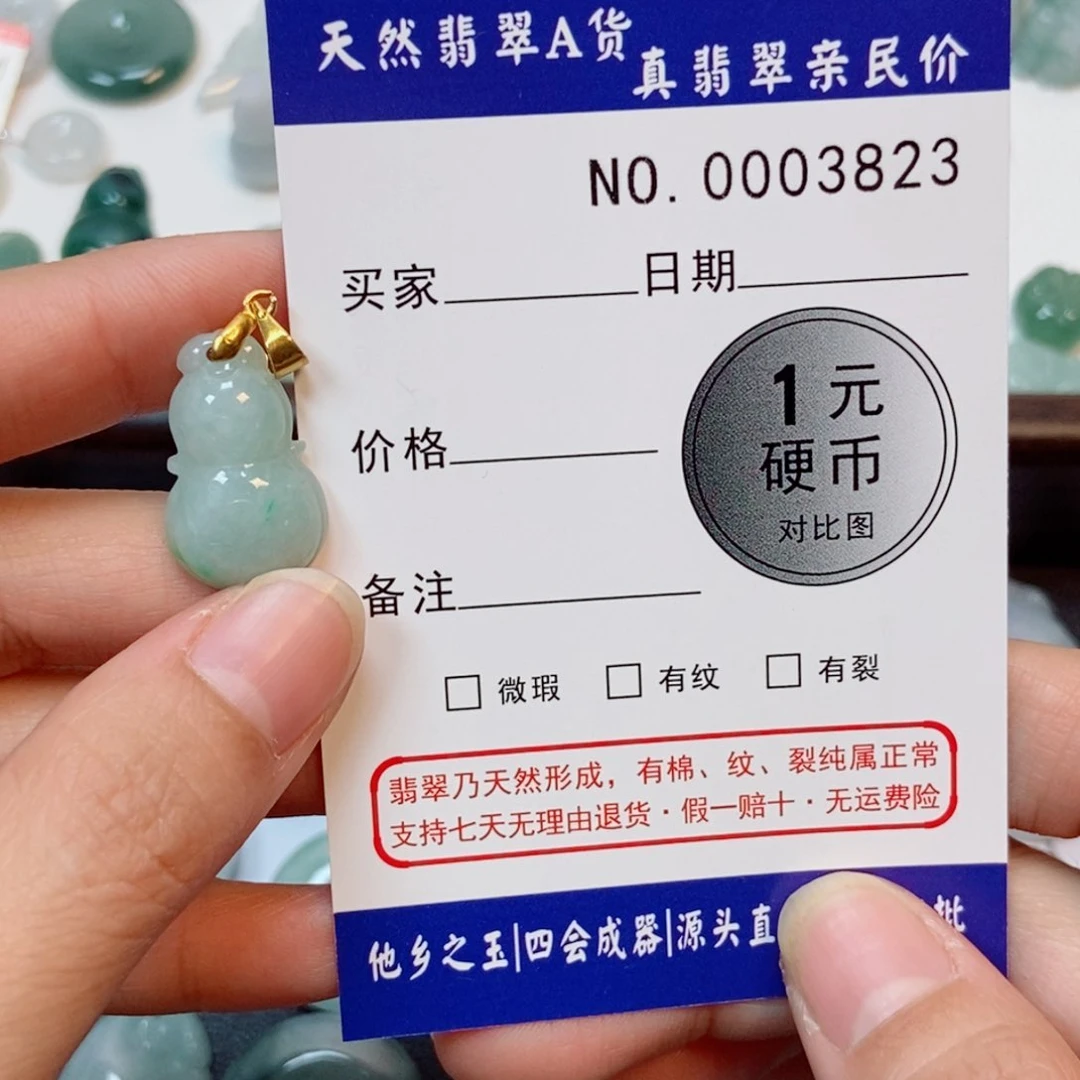 天然翡翠A货
真翡翠亲民价
NO. 0003823
买家 日期
1元
硬币
对比图
价格
备注
□ 微瑕 □ 有纹 □ 有裂
翡翠乃天然形成，有棉、纹、裂纯属正常
支持七天无理由退货·假一赔十·无运费险
他乡之玉|四会成器|源头直 批